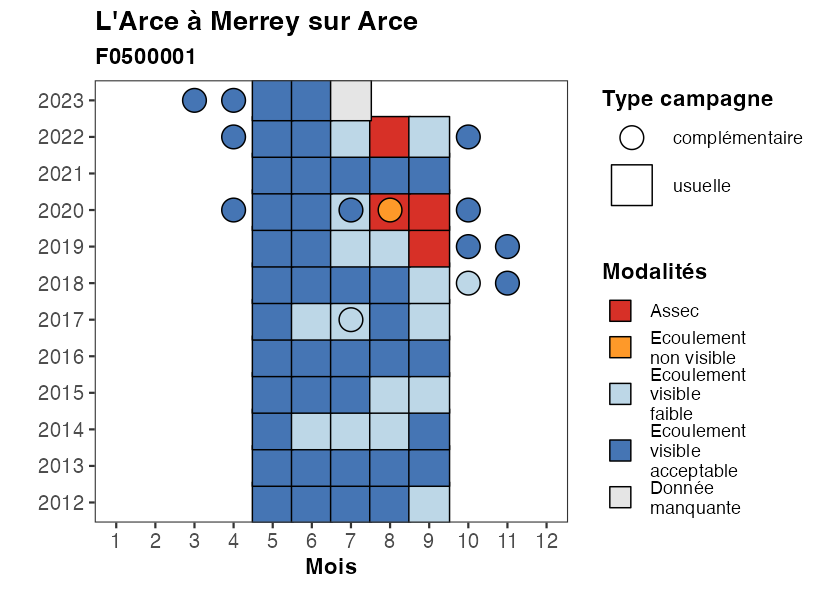 L'Arce à Merrey sur Arce
F0500001
2023
2022
2021
2020
2019
2018
2017
2016
2015
2014
2013
2012
1 2 3 4 5 6 7 8 9 10 11 12
Mois
Type campagne
complémentaire
usuelle
Modalités
Assec
Ecoulement
non visible
Ecoulement
visible
faible
Ecoulement
visible
acceptable
Donnée
manquante